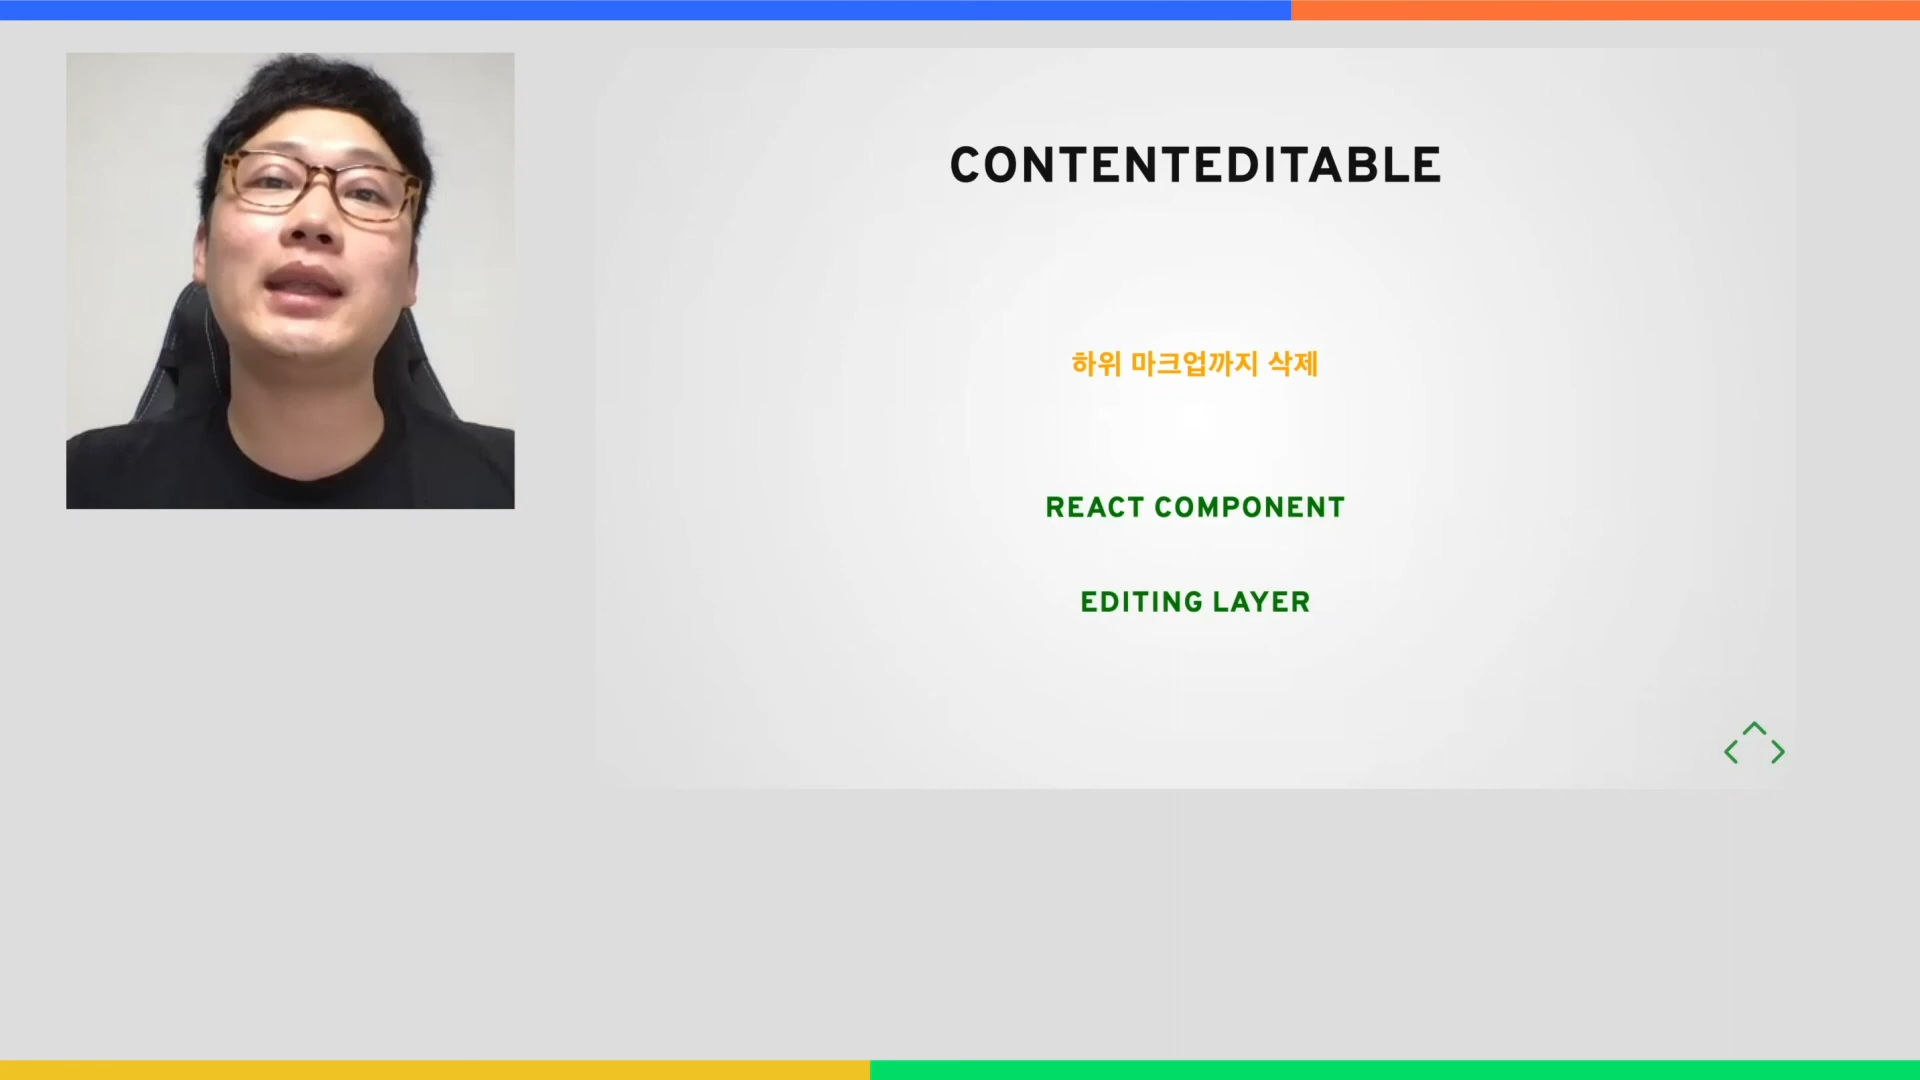 CONTENTEDITABLE
하위 마크업까지 삭제
REACT COMPONENT
EDITING LAYER